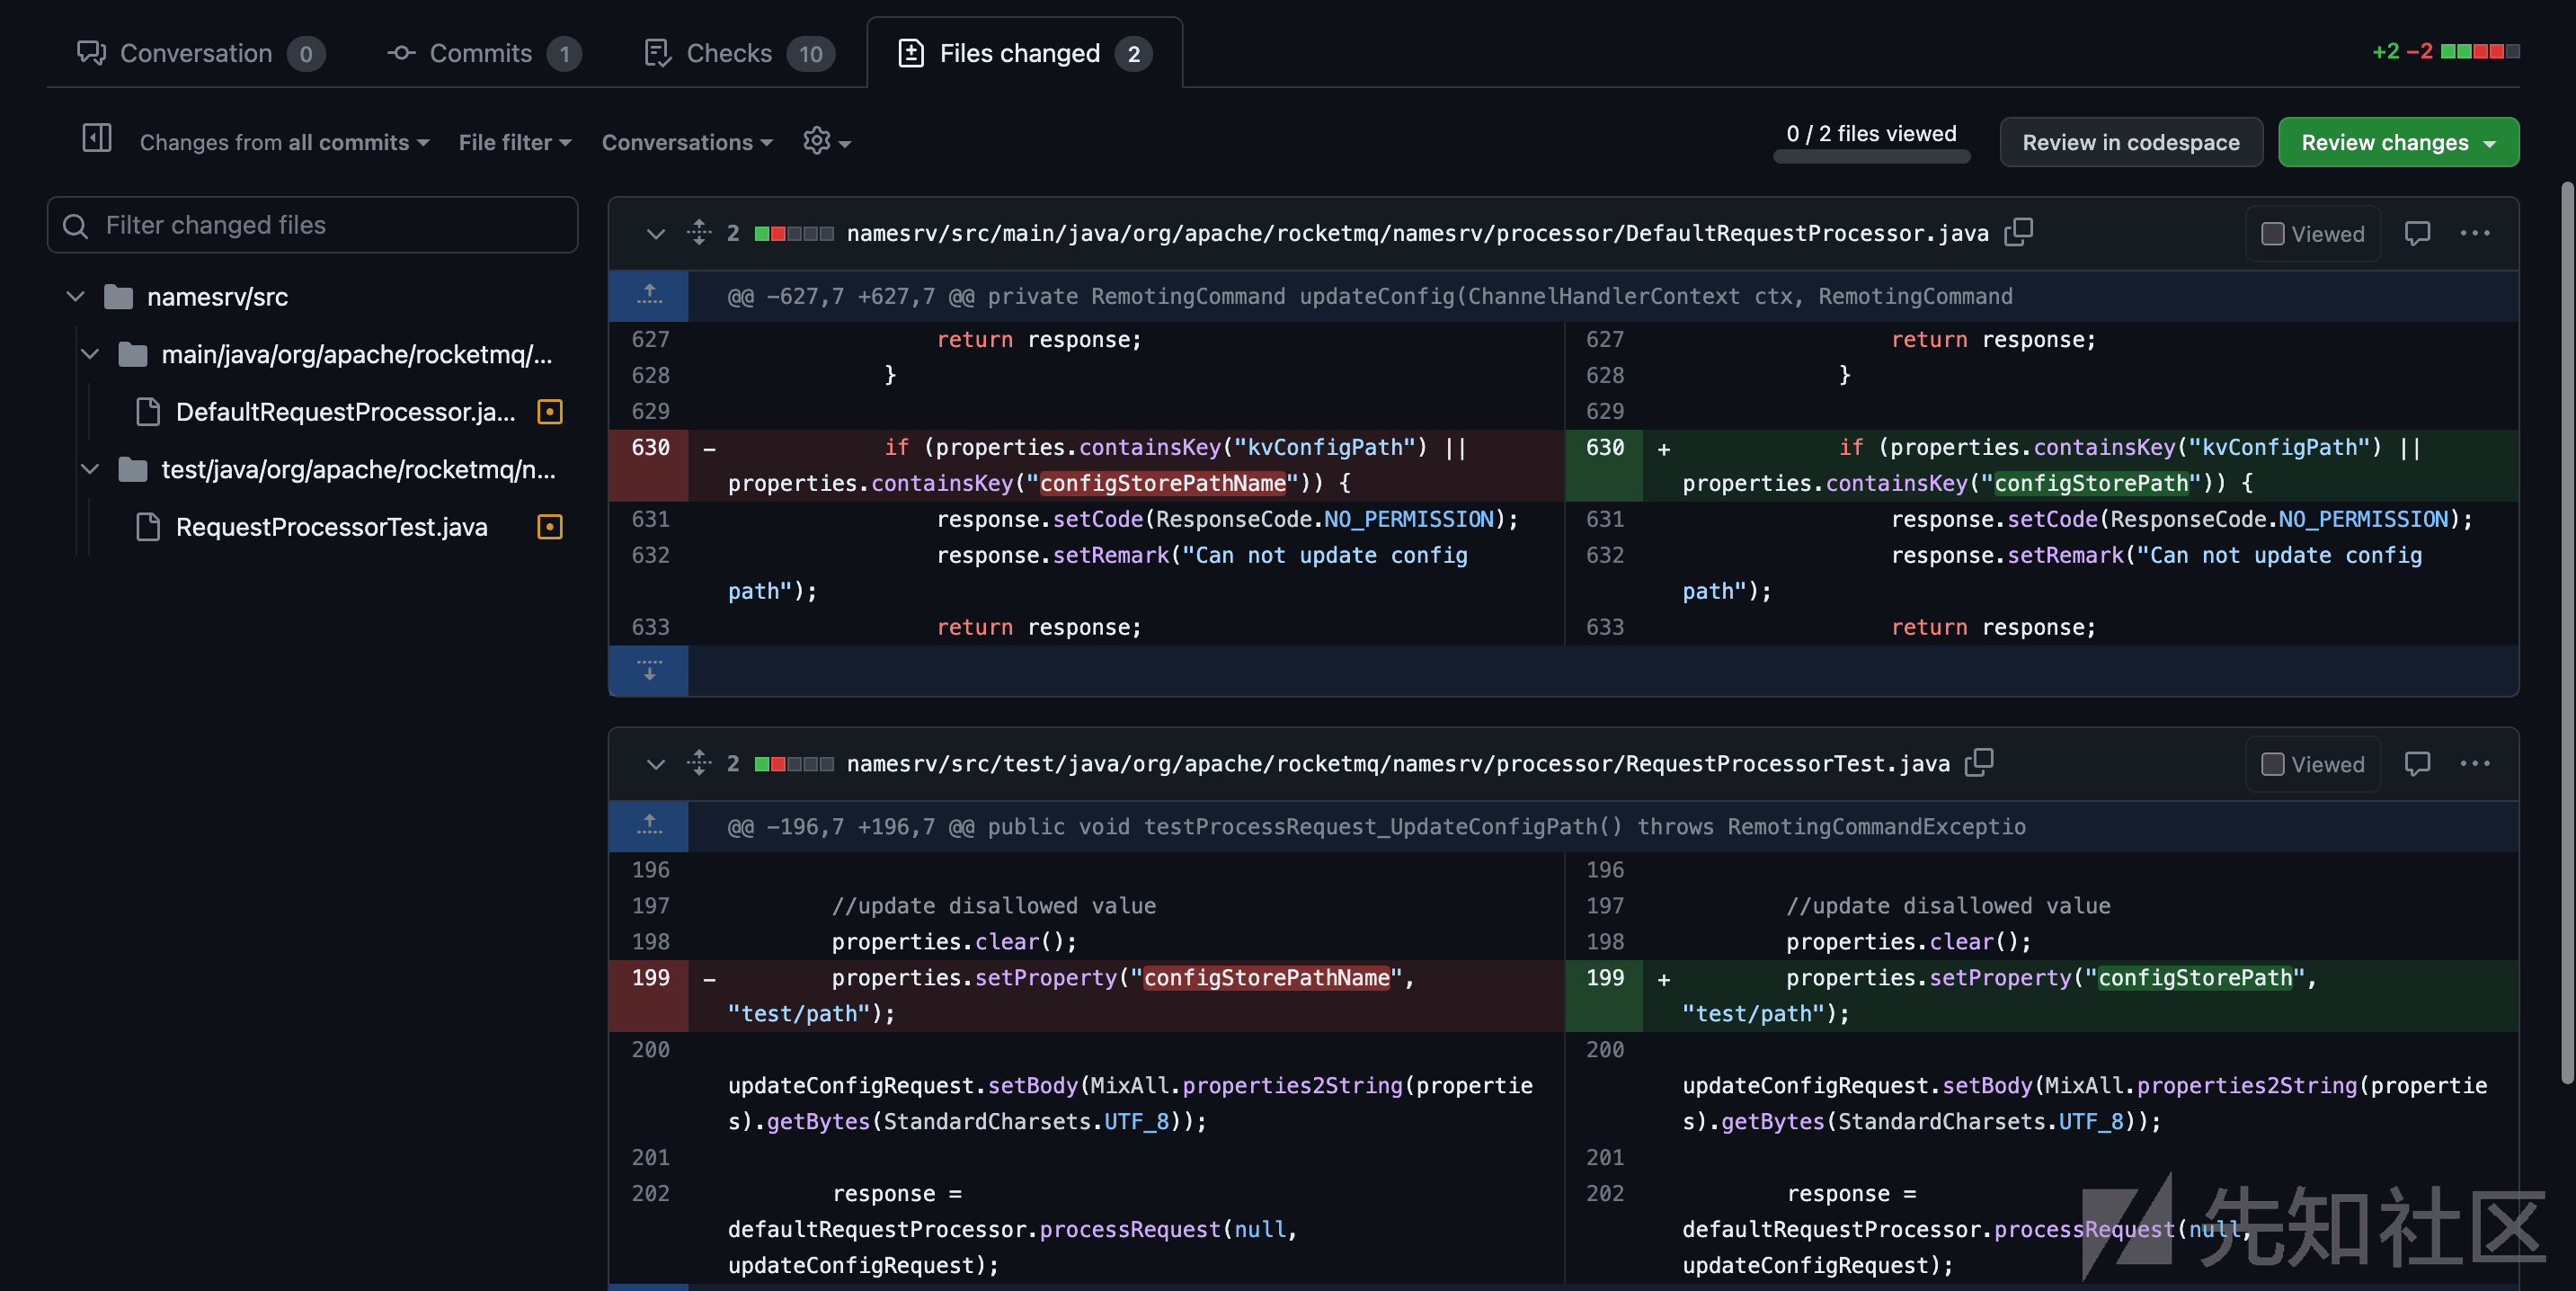 Conversation 0 Commits 1 Checks 10 Files changed 2 +2 −2
Changes from all commits File filter Conversations 0 / 2 files viewed Review in codespace Review changes
Filter changed files
namesrv/src
main/java/org/apache/rocketmq/...
DefaultRequestProcessor.ja...
test/java/org/apache/rocketmq/n...
RequestProcessorTest.java
2 namesrv/src/main/java/org/apache/rocketmq/namesrv/processor/DefaultRequestProcessor.java Viewed
@@ -627,7 +627,7 @@ private RemotingCommand updateConfig(ChannelHandlerContext ctx, RemotingCommand
627 return response; 627 return response;
628 } 628 }
629 629
630 - if (properties.containsKey("kvConfigPath") || 630 + if (properties.containsKey("kvConfigPath") ||
properties.containsKey("configStorePathName")) { properties.containsKey("configStorePath")) {
631 response.setCode(ResponseCode.NO_PERMISSION); 631 response.setCode(ResponseCode.NO_PERMISSION);
632 response.setRemark("Can not update config 632 response.setRemark("Can not update config
path"); path");
633 return response; 633 return response;
2 namesrv/src/test/java/org/apache/rocketmq/namesrv/processor/RequestProcessorTest.java Viewed
@@ -196,7 +196,7 @@ public void testProcessRequest_UpdateConfigPath() throws RemotingCommandExceptio
196 196
197 //update disallowed value 197 //update disallowed value
198 properties.clear(); 198 properties.clear();
199 - properties.setProperty("configStorePathName", 199 + properties.setProperty("configStorePath",
"test/path"); "test/path");
200 200
updateConfigRequest.setBody(MixAll.properties2String(propertie updateConfigRequest.setBody(MixAll.properties2String(propertie
s).getBytes(StandardCharsets.UTF_8)); s).getBytes(StandardCharsets.UTF_8));
201 201
202 response = 202 response =
defaultRequestProcessor.processRequest(null, defaultRequestProcessor.processRequest(null,
updateConfigRequest); updateConfigRequest);
先知社区